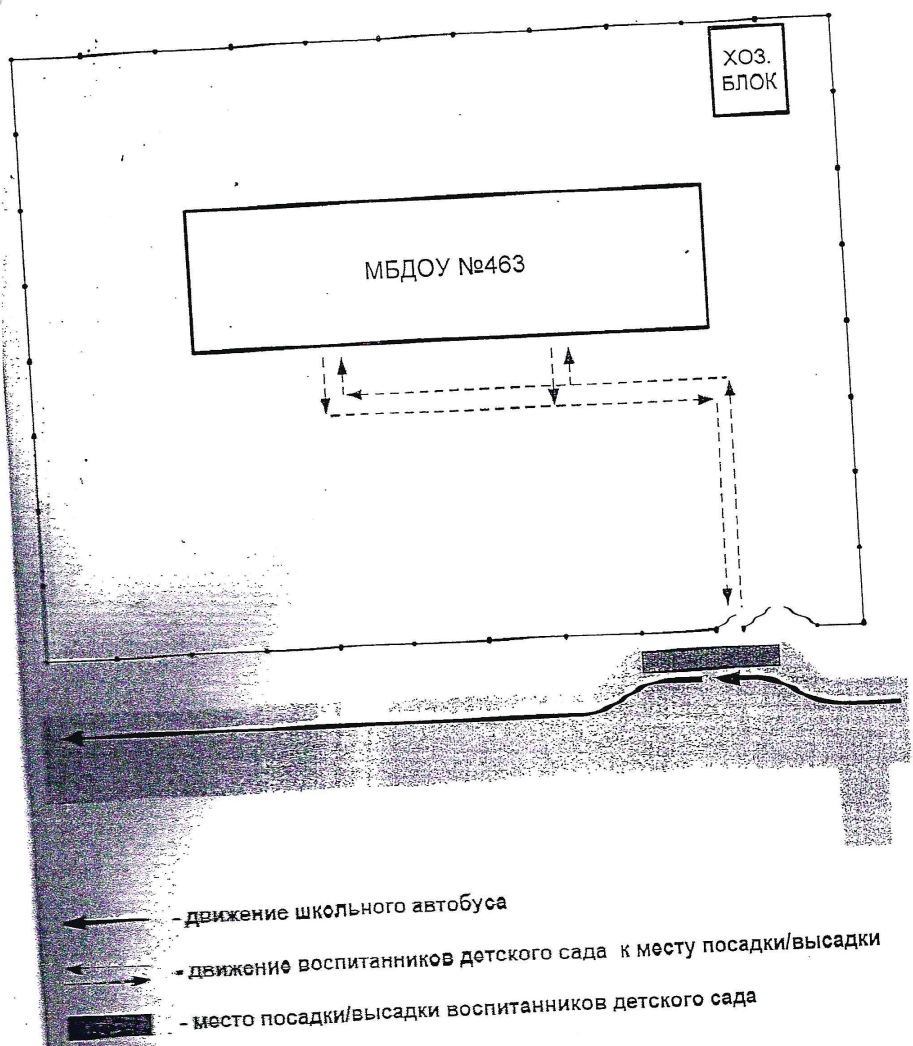 ХОЗ.
БЛОК
МБДОУ №463
- движение школьного автобуса
- движение воспитанников детского сада к месту посадки/высадки
- место посадки/высадки воспитанников детского сада